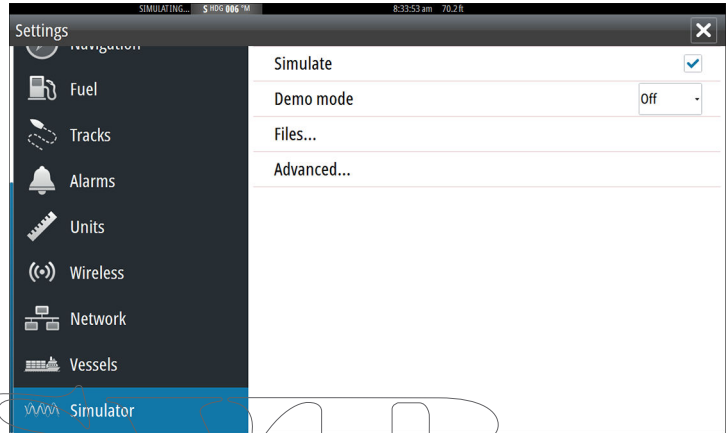 SIMULATING... S HDG 006 °M 8:33:53 am 70.2 ft
Settings
Navigation
Simulate
Fuel
Demo mode Off
Tracks
Files...
Alarms
Advanced...
Units
Wireless
Network
Vessels
Simulator